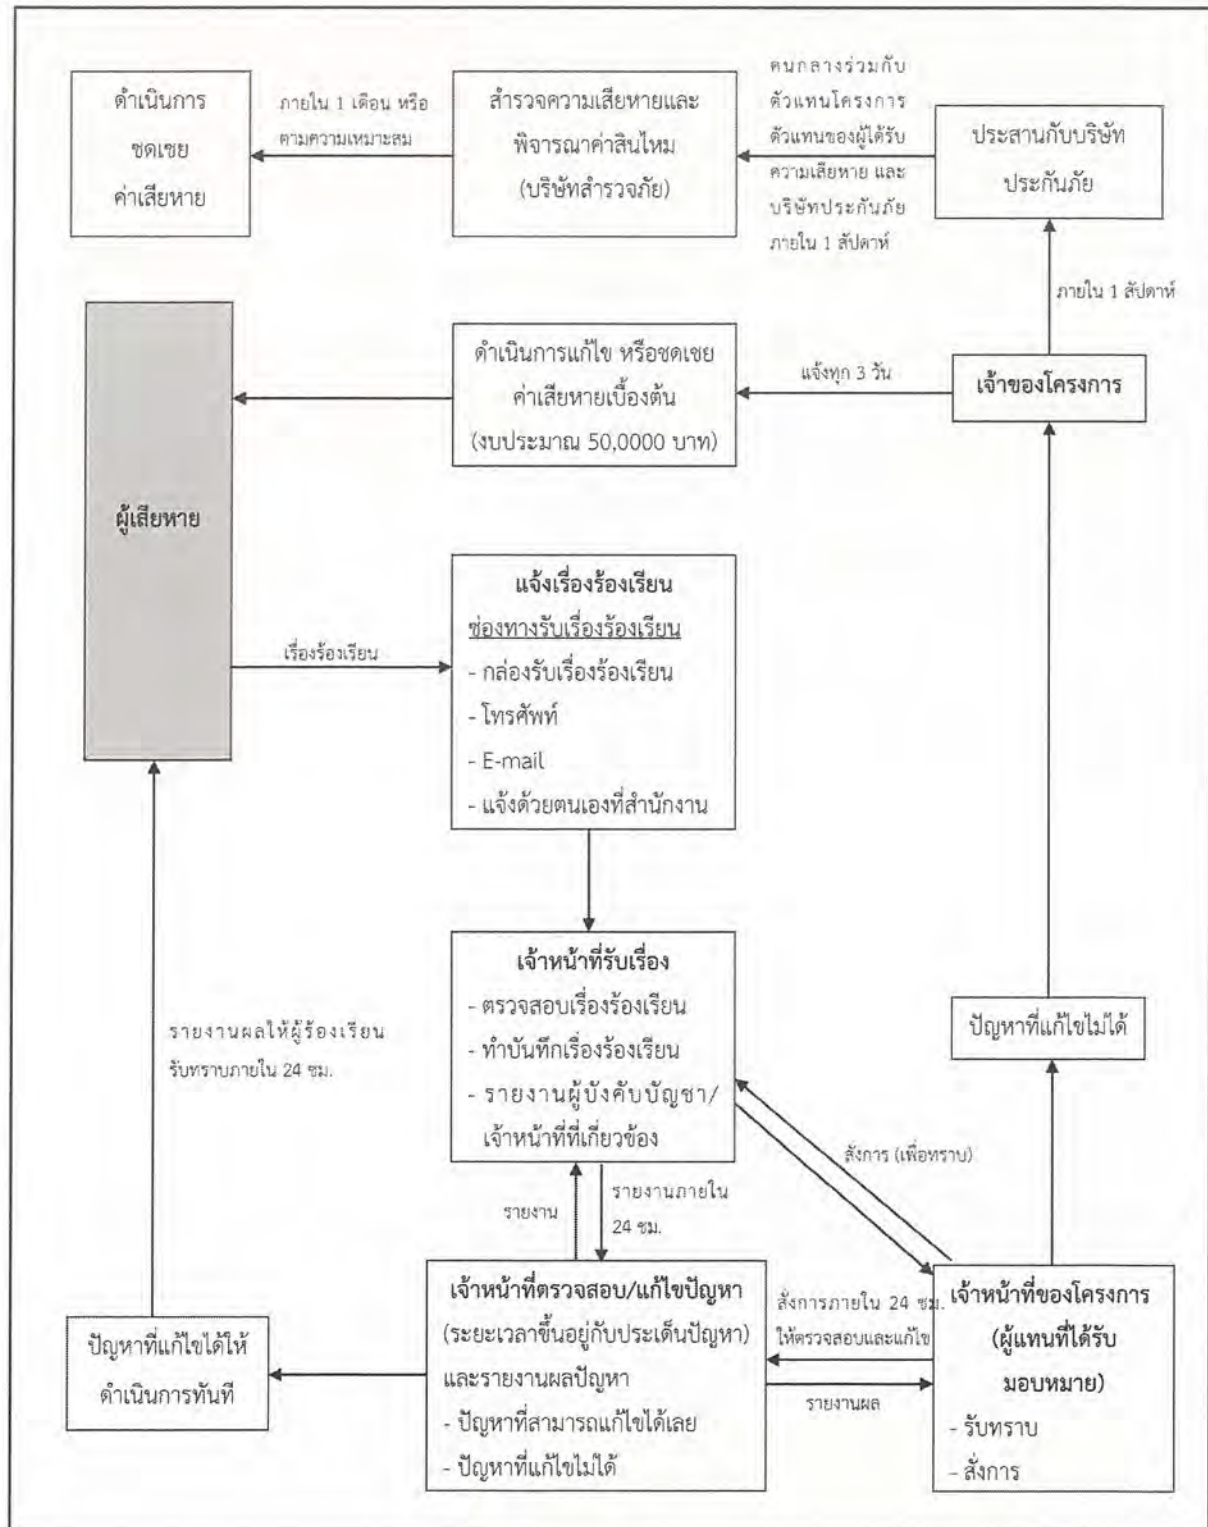 ดำเนินการ
ชดเชย
ค่าเสียหาย
ภายใน 1 เดือน หรือ
ตามความเหมาะสม
สำรวจความเสียหายและ
พิจารณาค่าสินไหม
(บริษัทสำรวจภัย)
คนกลางร่วมกับ
ตัวแทนโครงการ
ตัวแทนของผู้ได้รับ
ความเสียหาย และ
บริษัทประกันภัย
ภายใน 1 สัปดาห์
ประสานกับบริษัท
ประกันภัย
ภายใน 1 สัปดาห์
ดำเนินการแก้ไข หรือชดเชย
ค่าเสียหายเบื้องต้น
(งบประมาณ 50,0000 บาท)
แจ้งทุก 3 วัน
เจ้าของโครงการ
ผู้เสียหาย
เรื่องร้องเรียน
แจ้งเรื่องร้องเรียน
ช่องทางรับเรื่องร้องเรียน
- กล่องรับเรื่องร้องเรียน
- โทรศัพท์
- E-mail
- แจ้งด้วยตนเองที่สำนักงาน
เจ้าหน้าที่รับเรื่อง
- ตรวจสอบเรื่องร้องเรียน
- ทำบันทึกเรื่องร้องเรียน
- รายงานผู้บังคับบัญชา/
เจ้าหน้าที่ที่เกี่ยวข้อง
ปัญหาที่แก้ไขไม่ได้
รายงานผลให้ผู้ร้องเรียน
รับทราบภายใน 24 ชม.
สั่งการ (เพื่อทราบ)
รายงาน
รายงานภายใน
24 ชม.
ปัญหาที่แก้ไขได้ให้
ดำเนินการทันที
เจ้าหน้าที่ตรวจสอบ/แก้ไขปัญหา
(ระยะเวลาขึ้นอยู่กับประเด็นปัญหา)
และรายงานผลปัญหา
- ปัญหาที่สามารถแก้ไขได้เลย
- ปัญหาที่แก้ไขไม่ได้
สั่งการภายใน 24 ชม.
ให้ตรวจสอบและแก้ไข
รายงานผล
เจ้าหน้าที่ของโครงการ
(ผู้แทนที่ได้รับ
มอบหมาย)
- รับทราบ
- สั่งการ